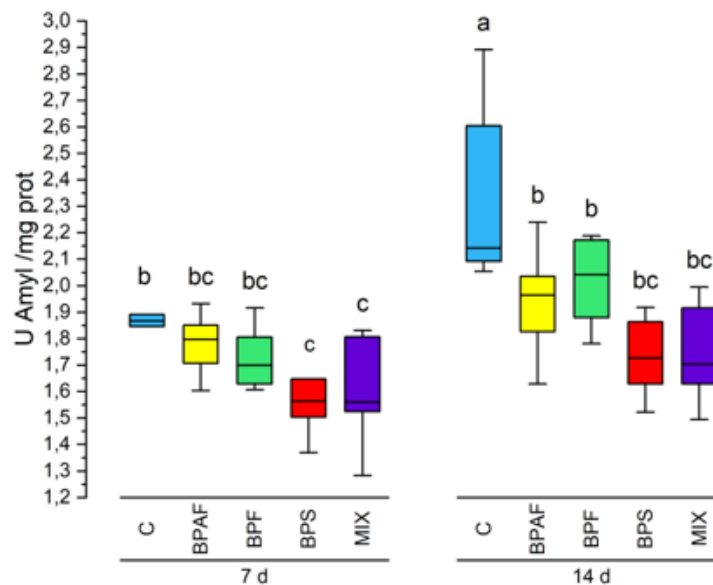 U Amyl /mg prot
3,0
2,9
2,8
2,7
2,6
2,5
2,4
2,3
2,2
2,1
2,0
1,9
1,8
1,7
1,6
1,5
1,4
1,3
1,2
b
bc
bc
c
c
a
b
b
bc
bc
C
BPAF
BPF
BPS
MIX
C
BPAF
BPF
BPS
MIX
7 d
14 d